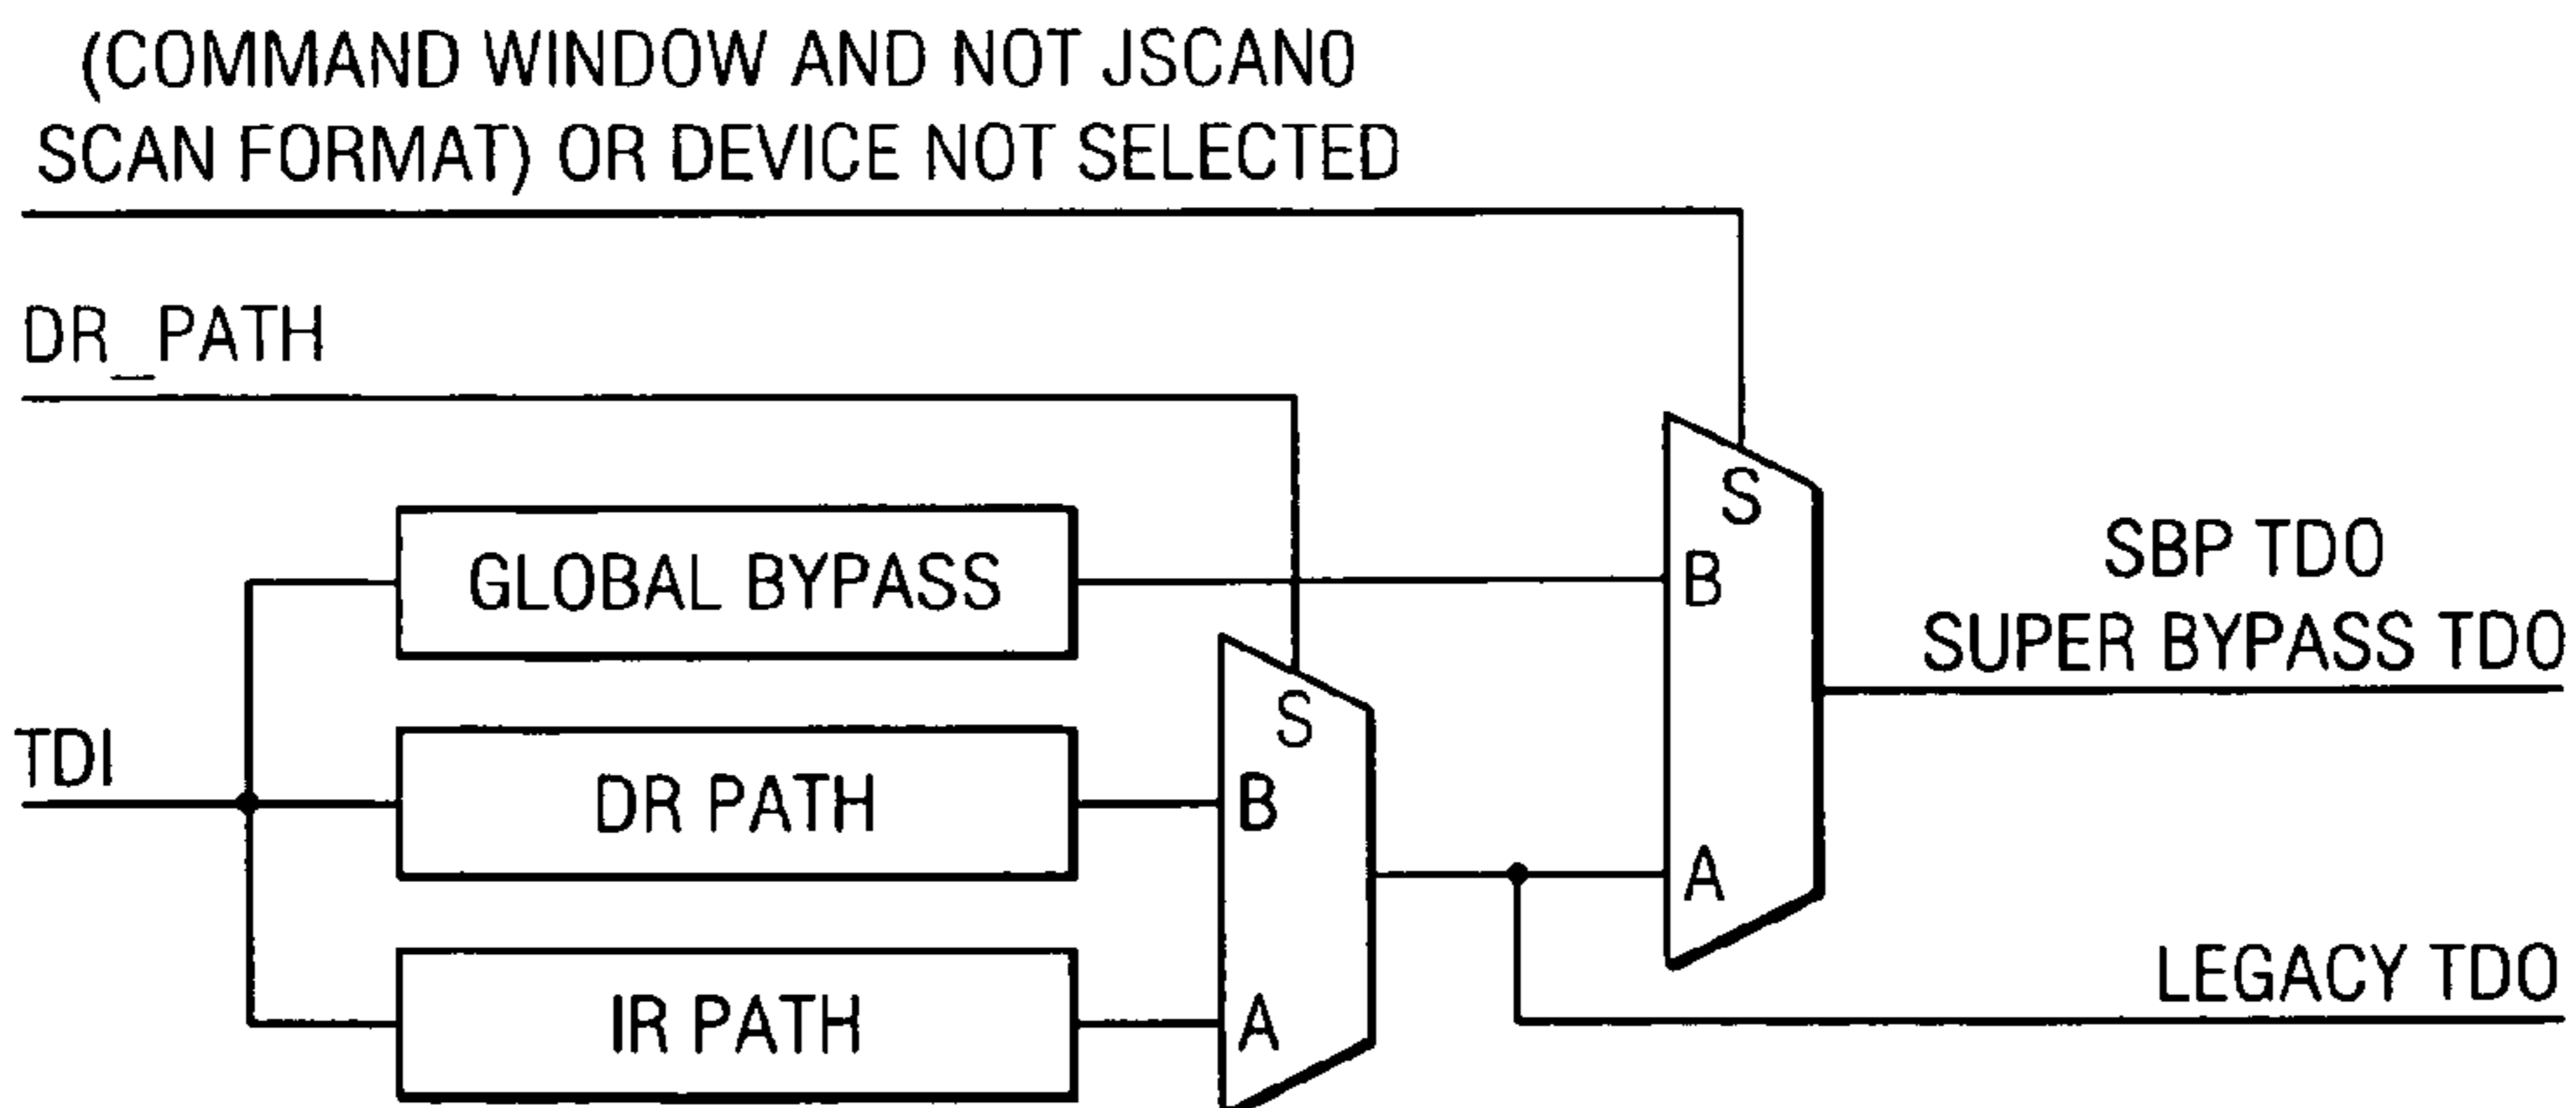 (COMMAND WINDOW AND NOT JSCAN0
SCAN FORMAT) OR DEVICE NOT SELECTED
DR_PATH
S
GLOBAL BYPASS
B
SBP TDO
SUPER BYPASS TDO
S
TDI
DR PATH
B
A
LEGACY TDO
IR PATH
A